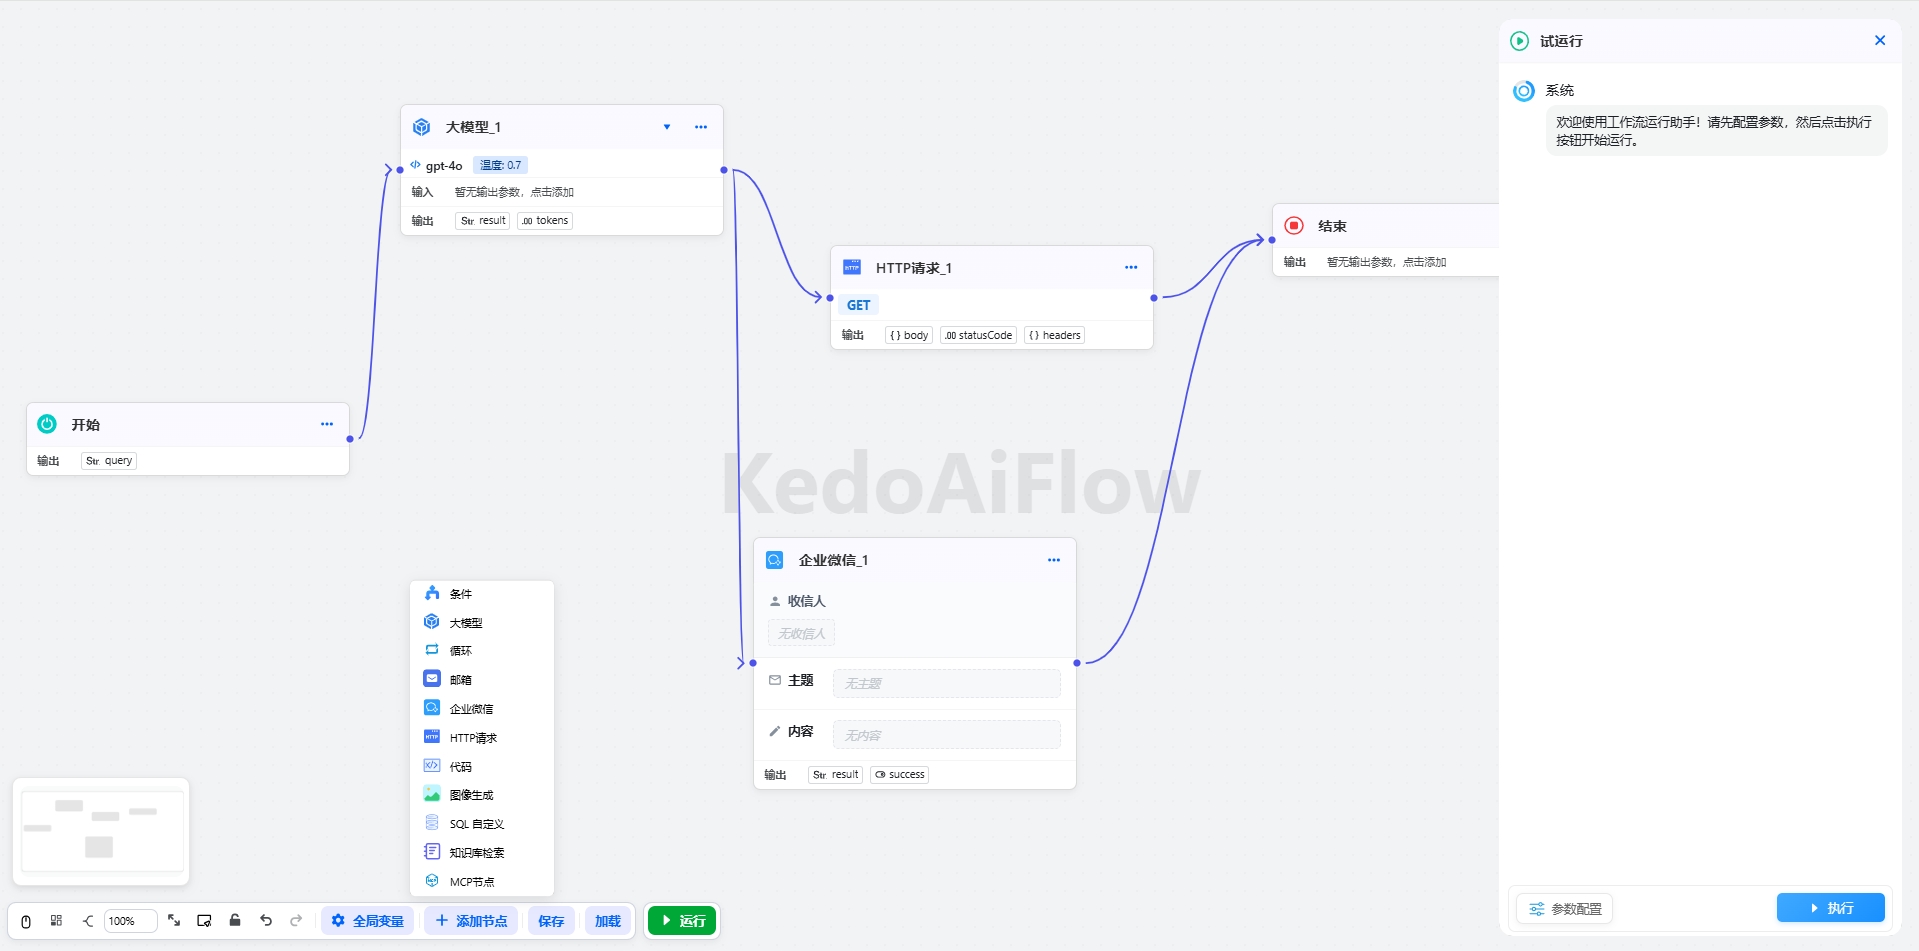 大模型_1
gpt-4o
温度: 0.7
输入
暂无输出参数，点击添加
输出
Str. result
.00 tokens
HTTP请求_1
HTTP
GET
输出
{ } body
.00 statusCode
{ } headers
结束
输出
暂无输出参数，点击添加
开始
输出
Str. query
KedoAiFlow
企业微信_1
收信人
无收信人
主题
无主题
内容
无内容
输出
Str. result
success
条件
大模型
循环
邮箱
企业微信
HTTP
HTTP请求
代码
图像生成
SQL 自定义
知识库检索
MCP节点
100%
全局变量
添加节点
保存
加载
运行
试运行
系统
欢迎使用工作流运行助手！请先配置参数，然后点击执行
按钮开始运行。
参数配置
执行